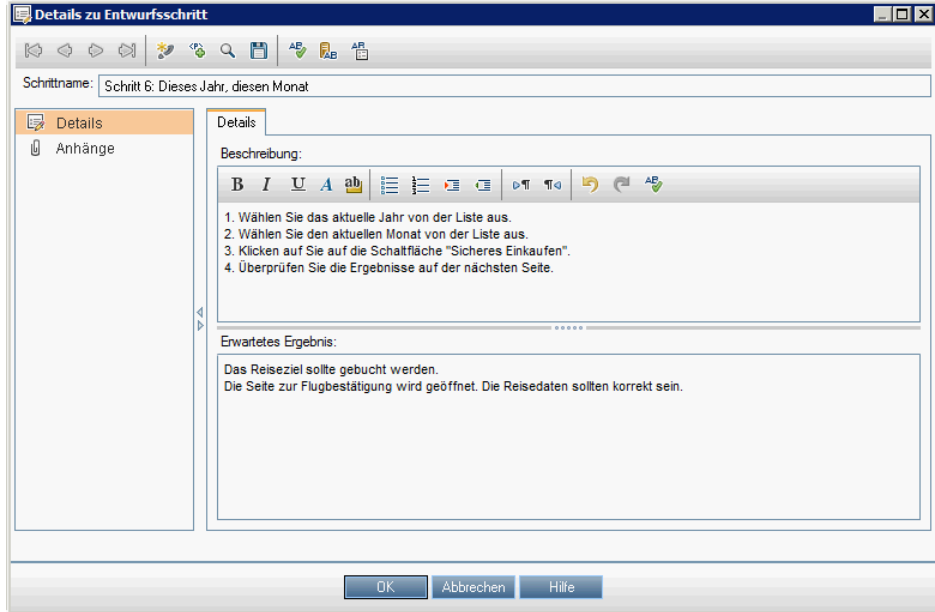 Details zu Entwurfsschritt
Schrittname: Schritt 6: Dieses Jahr, diesen Monat
Details
Anhänge
Details
Beschreibung:
B I U A ab
1. Wählen Sie das aktuelle Jahr von der Liste aus.
2. Wählen Sie den aktuellen Monat von der Liste aus.
3. Klicken auf Sie auf die Schaltfläche "Sicheres Einkaufen".
4. Überprüfen Sie die Ergebnisse auf der nächsten Seite.
Erwartetes Ergebnis:
Das Reiseziel sollte gebucht werden.
Die Seite zur Flugbestätigung wird geöffnet. Die Reisedaten sollten korrekt sein.
OK Abbrechen Hilfe